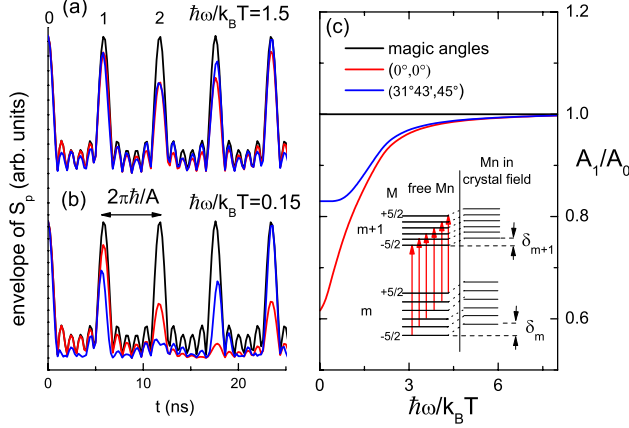 (a) ħω/k_BT=1.5
0 1 2
(b) ħω/k_BT=0.15
2πħ/A
envelope of S_p (arb. units)
0 10 20
t (ns)
(c)
magic angles
(0°,0°)
(31°43',45°)
1.2
1.0
0.8
0.6
A_1/A_0
Mn in
crystal field
M free Mn
+5/2
m+1
-5/2
δ_m+1
+5/2
m
-5/2
δ_m
0 3 6
ħω/k_BT